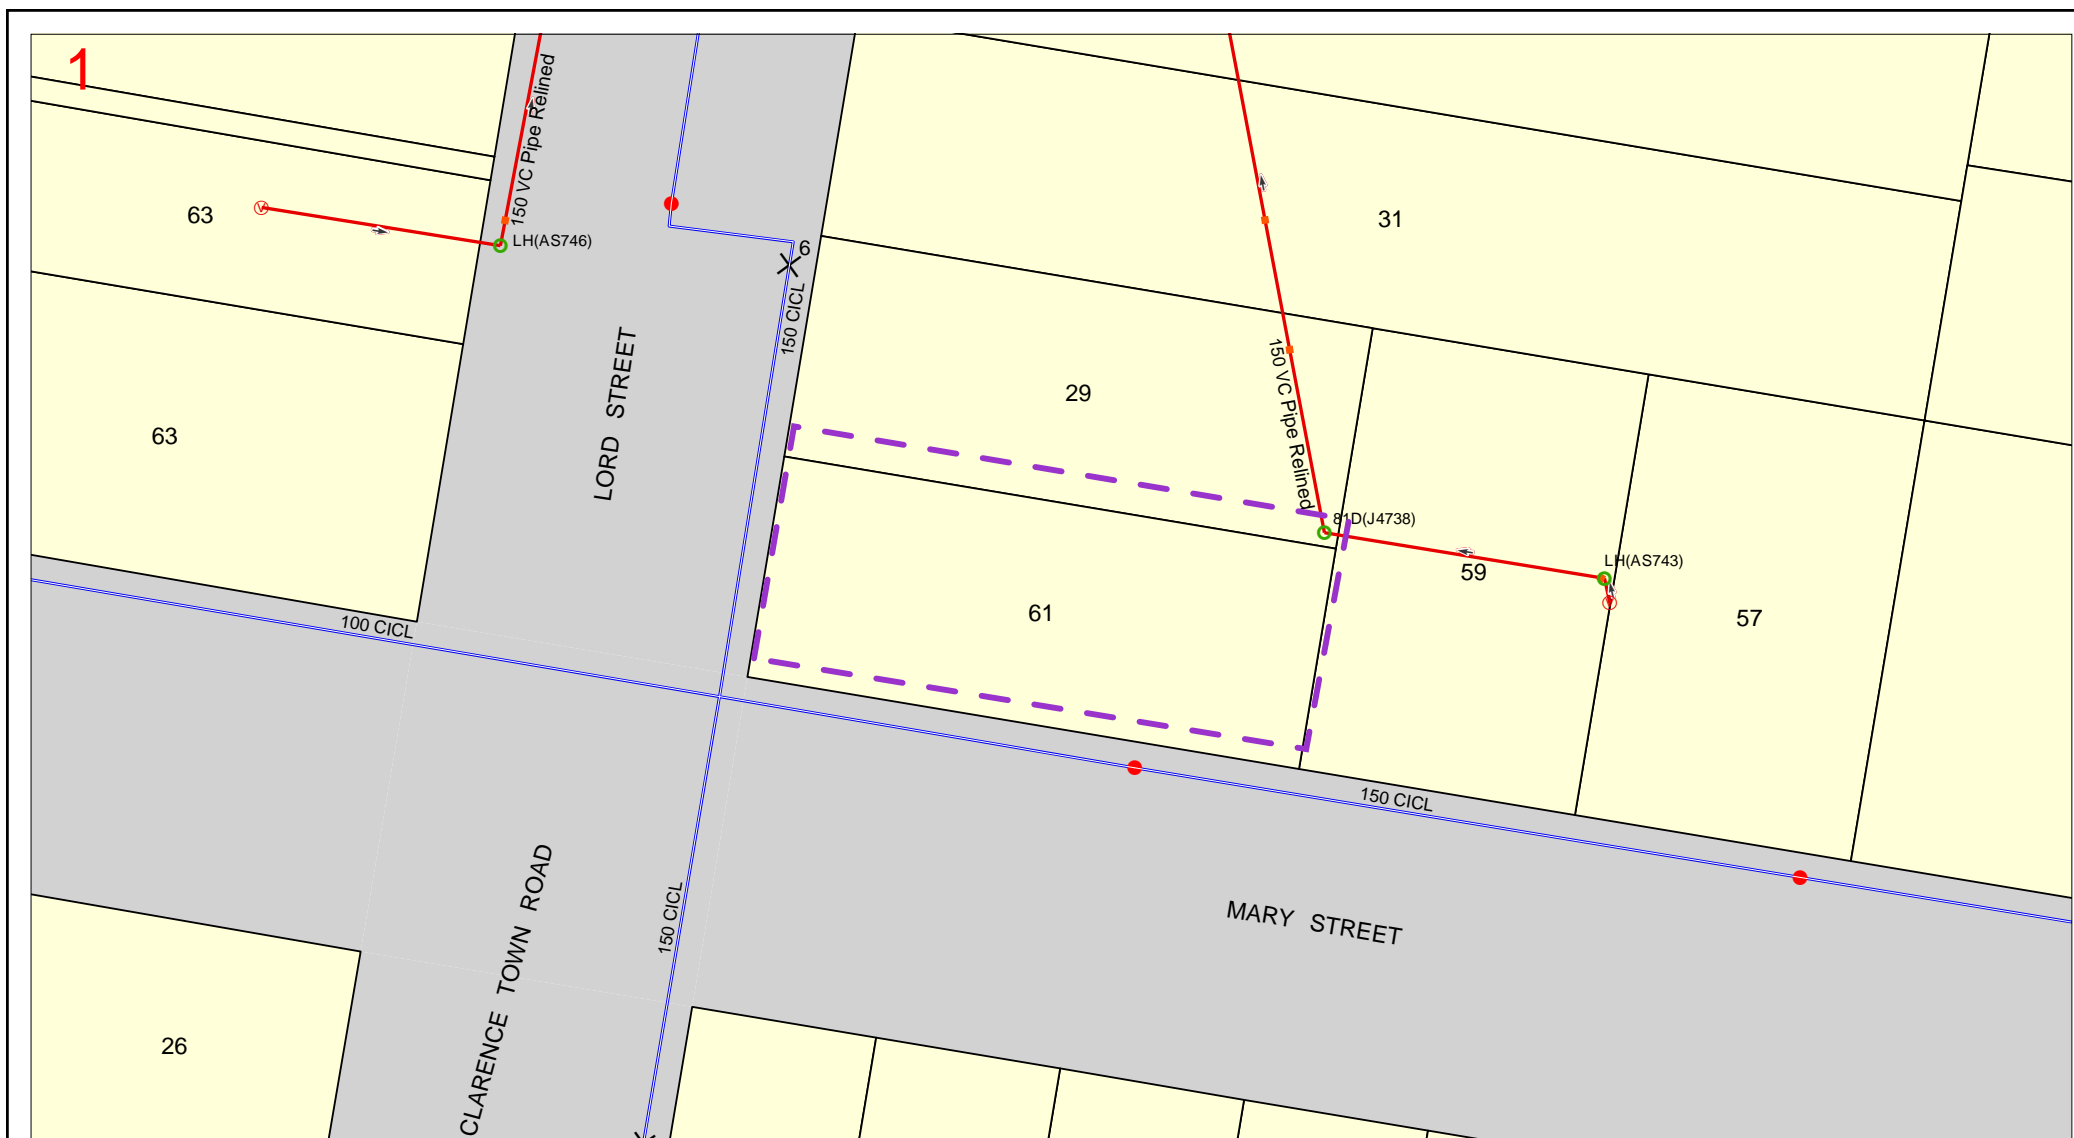 1
150 VC Pipe Relined
63
LH(AS746)
6
31
150 CICL
LORD STREET
29
150 VC Pipe Relined
63
81D(J4738)
LH(AS743)
59
61
57
100 CICL
150 CICL
150 CICL
CLARENCE TOWN ROAD
MARY STREET
26